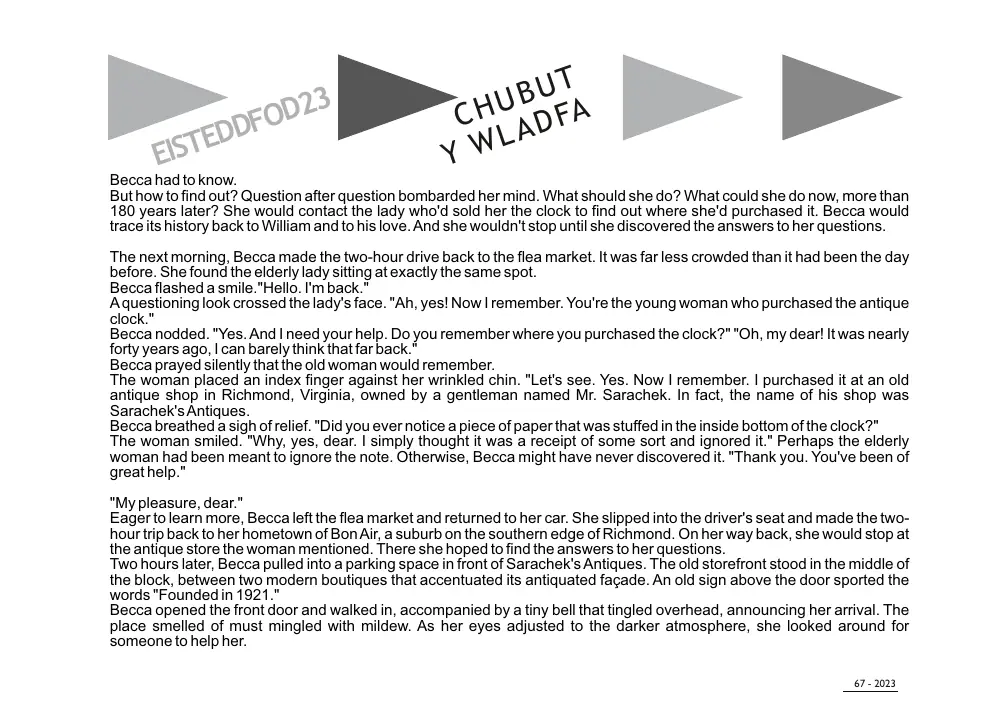 EISTEDDFOD23
CHUBUT
Y WLADFA
Becca had to know.
But how to find out? Question after question bombarded her mind. What should she do? What could she do now, more than
180 years later? She would contact the lady who'd sold her the clock to find out where she'd purchased it. Becca would
trace its history back to William and to his love. And she wouldn't stop until she discovered the answers to her questions.
The next morning, Becca made the two-hour drive back to the flea market. It was far less crowded than it had been the day
before. She found the elderly lady sitting at exactly the same spot.
Becca flashed a smile."Hello. I'm back."
A questioning look crossed the lady's face. "Ah, yes! Now I remember. You're the young woman who purchased the antique
clock."
Becca nodded. "Yes. And I need your help. Do you remember where you purchased the clock?" "Oh, my dear! It was nearly
forty years ago, I can barely think that far back."
Becca prayed silently that the old woman would remember.
The woman placed an index finger against her wrinkled chin. "Let's see. Yes. Now I remember. I purchased it at an old
antique shop in Richmond, Virginia, owned by a gentleman named Mr. Sarachek. In fact, the name of his shop was
Sarachek's Antiques.
Becca breathed a sigh of relief. "Did you ever notice a piece of paper that was stuffed in the inside bottom of the clock?"
The woman smiled. "Why, yes, dear. I simply thought it was a receipt of some sort and ignored it." Perhaps the elderly
woman had been meant to ignore the note. Otherwise, Becca might have never discovered it. "Thank you. You've been of
great help."
"My pleasure, dear."
Eager to learn more, Becca left the flea market and returned to her car. She slipped into the driver's seat and made the two-
hour trip back to her hometown of Bon Air, a suburb on the southern edge of Richmond. On her way back, she would stop at
the antique store the woman mentioned. There she hoped to find the answers to her questions.
Two hours later, Becca pulled into a parking space in front of Sarachek's Antiques. The old storefront stood in the middle of
the block, between two modern boutiques that accentuated its antiquated façade. An old sign above the door sported the
words "Founded in 1921."
Becca opened the front door and walked in, accompanied by a tiny bell that tingled overhead, announcing her arrival. The
place smelled of must mingled with mildew. As her eyes adjusted to the darker atmosphere, she looked around for
someone to help her.
67 - 2023